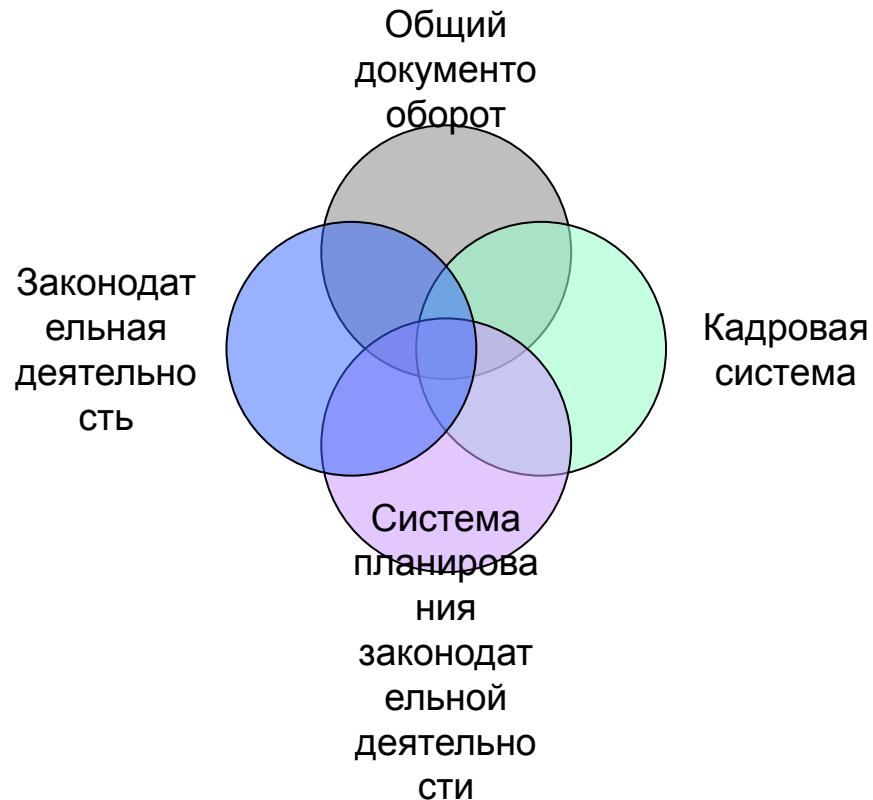 Общий
документо
оборот
Законодат
ельная
деятельно
сть
Кадровая
система
Система
планирова
ния
законодат
ельной
деятельно
сти